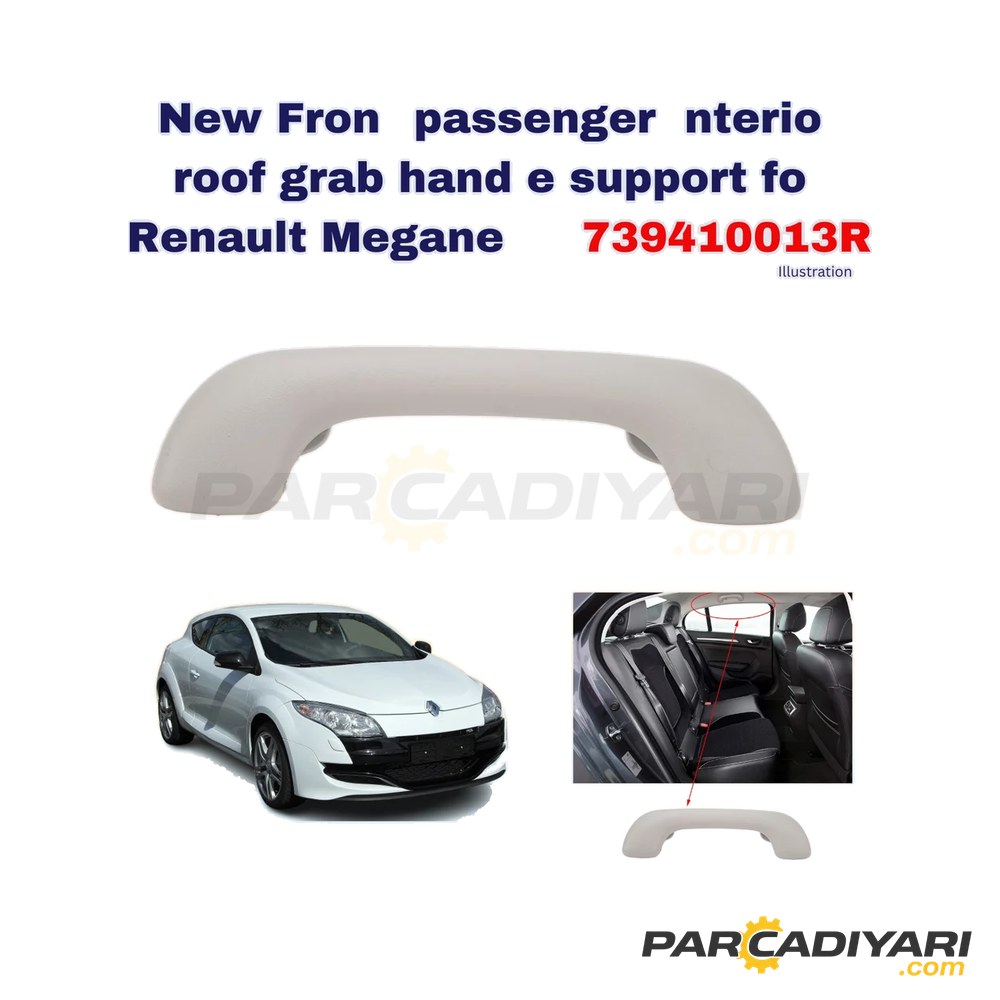 New Fron passenger nterio
roof grab hand e support fo
Renault Megane 739410013R
Illustration
PARCADIYARI
.com
PARCADIYARI
.com